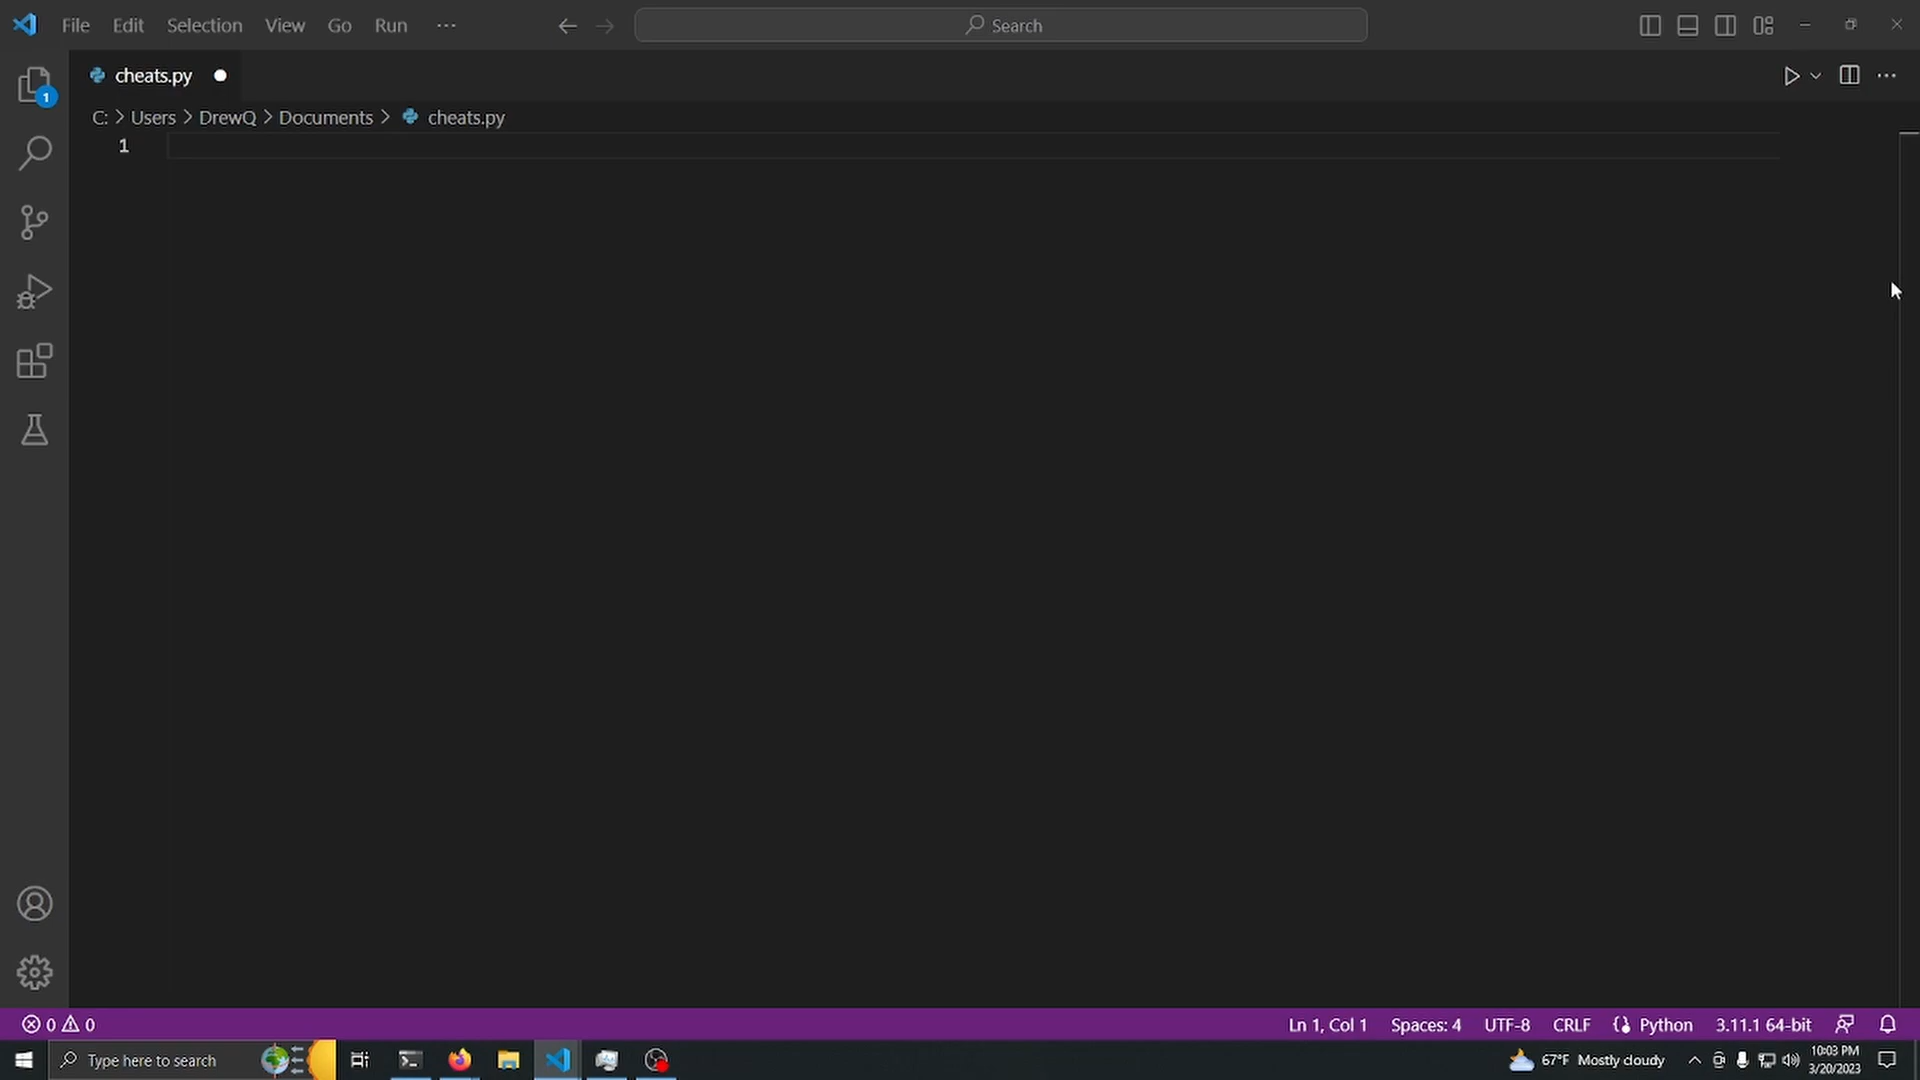 File Edit Selection View Go Run ··· Search
cheats.py
C: > Users > DrewQ > Documents > cheats.py
1
1
0 0 Ln 1, Col 1 Spaces: 4 UTF-8 CRLF Python 3.11.1 64-bit
Type here to search 67°F Mostly cloudy 10:03 PM
3/20/2023